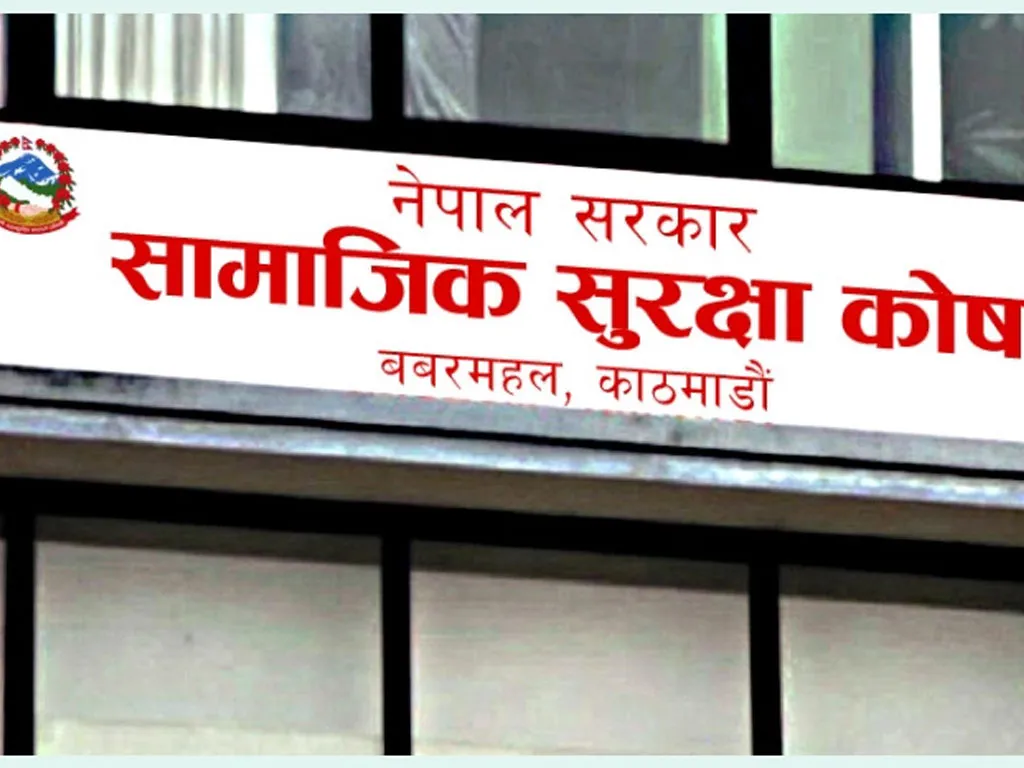 नेपाल सरकार
सामाजिक सुरक्षा कोष
बबरमहल, काठमाडौं